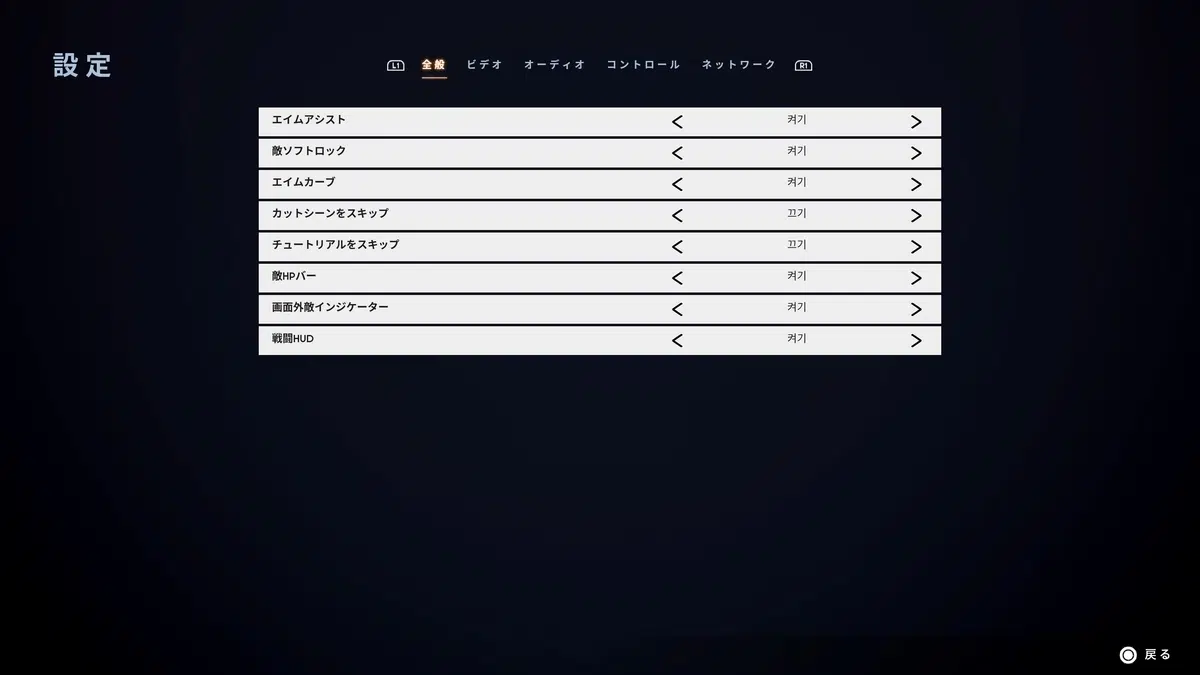 設定
L1 全般 ビデオ オーディオ コントロール ネットワーク R1
エイムアシスト < 켜기 >
敵ソフトロック < 켜기 >
エイムカーブ < 켜기 >
カットシーンをスキップ < 끄기 >
チュートリアルをスキップ < 끄기 >
敵HPバー < 켜기 >
画面外敵インジケーター < 켜기 >
戦闘HUD < 켜기 >
戻る